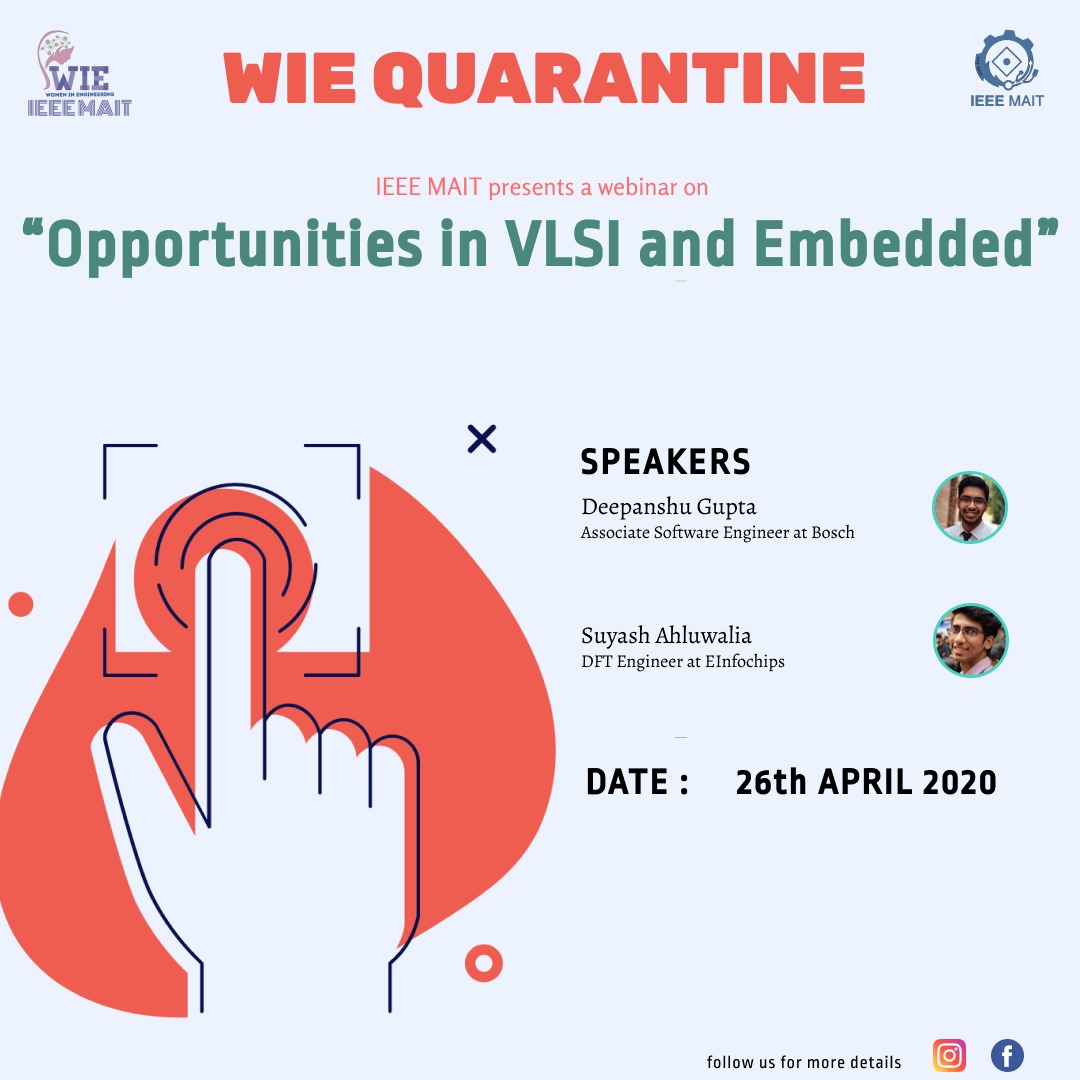 WIE
WOMEN IN ENGINEERING
IEEE MAIT
WIE QUARANTINE
IEEE MAIT
IEEE MAIT presents a webinar on
“Opportunities in VLSI and Embedded”
SPEAKERS
Deepanshu Gupta
Associate Software Engineer at Bosch
Suyash Ahluwalia
DFT Engineer at EInfochips
DATE : 26th APRIL 2020
follow us for more details